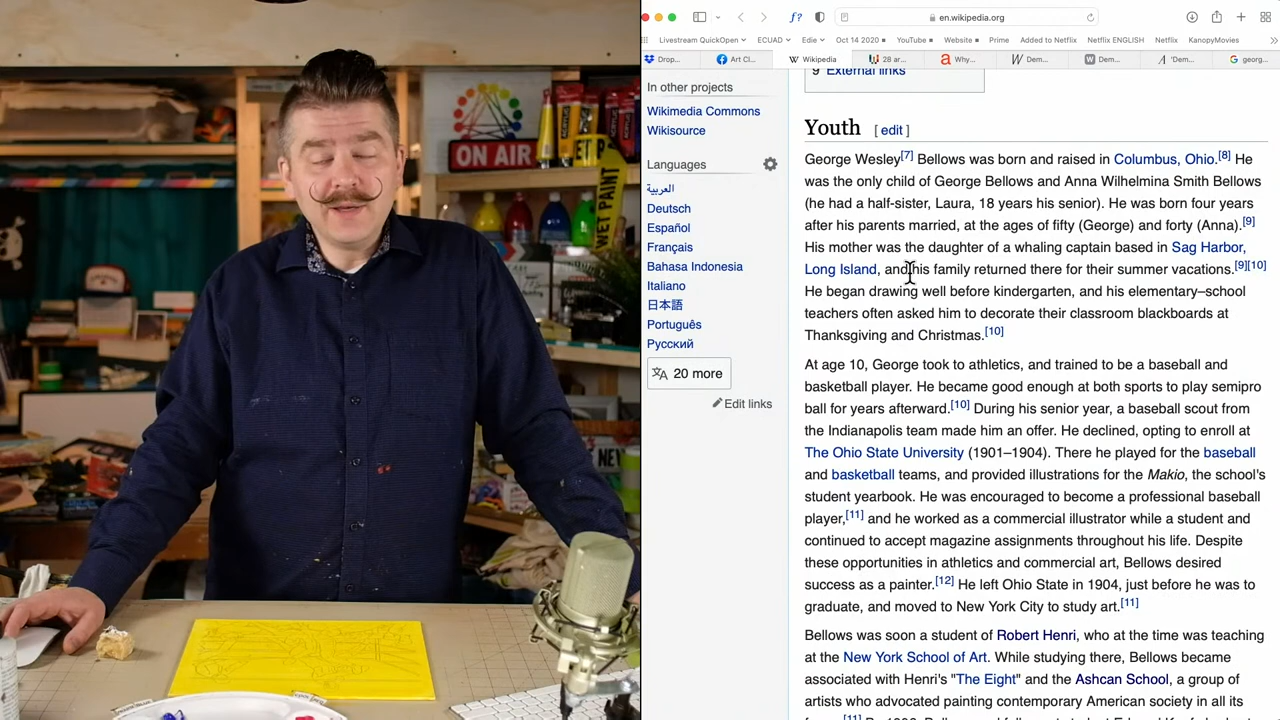 ON AIR
WET PAINT
en.wikipedia.org
Livestream QuickOpen
ECUAD
Edie
Oct 14 2020
YouTube
Website
Prime
Added to Netflix
Netflix ENGLISH
Netflix
KanopyMovies
Drop...
Art Cl...
Wikipedia
28 ar...
Why...
Dem...
Dem...
'Dem...
georg...
In other projects
Wikimedia Commons
Wikisource
Languages
العربية
Deutsch
Español
Français
Bahasa Indonesia
Italiano
日本語
Português
Русский
20 more
Edit links
9 External links
Youth [ edit ]
George Wesley[7] Bellows was born and raised in Columbus, Ohio.[8] He
was the only child of George Bellows and Anna Wilhelmina Smith Bellows
(he had a half-sister, Laura, 18 years his senior). He was born four years
after his parents married, at the ages of fifty (George) and forty (Anna).[9]
His mother was the daughter of a whaling captain based in Sag Harbor,
Long Island, and his family returned there for their summer vacations.[9][10]
He began drawing well before kindergarten, and his elementary–school
teachers often asked him to decorate their classroom blackboards at
Thanksgiving and Christmas.[10]
At age 10, George took to athletics, and trained to be a baseball and
basketball player. He became good enough at both sports to play semipro
ball for years afterward.[10] During his senior year, a baseball scout from
the Indianapolis team made him an offer. He declined, opting to enroll at
The Ohio State University (1901–1904). There he played for the baseball
and basketball teams, and provided illustrations for the Makio, the school's
student yearbook. He was encouraged to become a professional baseball
player,[11] and he worked as a commercial illustrator while a student and
continued to accept magazine assignments throughout his life. Despite
these opportunities in athletics and commercial art, Bellows desired
success as a painter.[12] He left Ohio State in 1904, just before he was to
graduate, and moved to New York City to study art.[11]
Bellows was soon a student of Robert Henri, who at the time was teaching
at the New York School of Art. While studying there, Bellows became
associated with Henri's "The Eight" and the Ashcan School, a group of
artists who advocated painting contemporary American society in all its